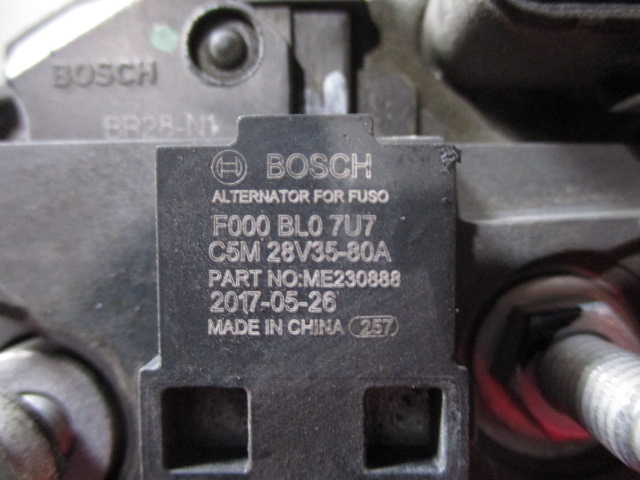 BOSCH
BR28-N1
BOSCH
ALTERNATOR FOR FUSO
F000 BL0 7U7
C5M 28V35-80A
PART NO:ME230888
2017-05-26
MADE IN CHINA 257